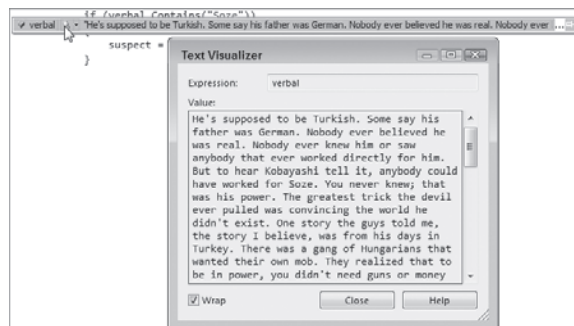 if (verbal.Contains("Soze"))
verbal "He's supposed to be Turkish. Some say his father was German. Nobody ever believed he was real. Nobody ever ...
{
suspect =
}
Text Visualizer
Expression: verbal
Value:
He's supposed to be Turkish. Some say his
father was German. Nobody ever believed he
was real. Nobody ever knew him or saw
anybody that ever worked directly for him.
But to hear Kobayashi tell it, anybody could
have worked for Soze. You never knew; that
was his power. The greatest trick the devil
ever pulled was convincing the world he
didn't exist. One story the guys told me,
the story I believe, was from his days in
Turkey. There was a gang of Hungarians that
wanted their own mob. They realized that to
be in power, you didn't need guns or money
Wrap Close Help